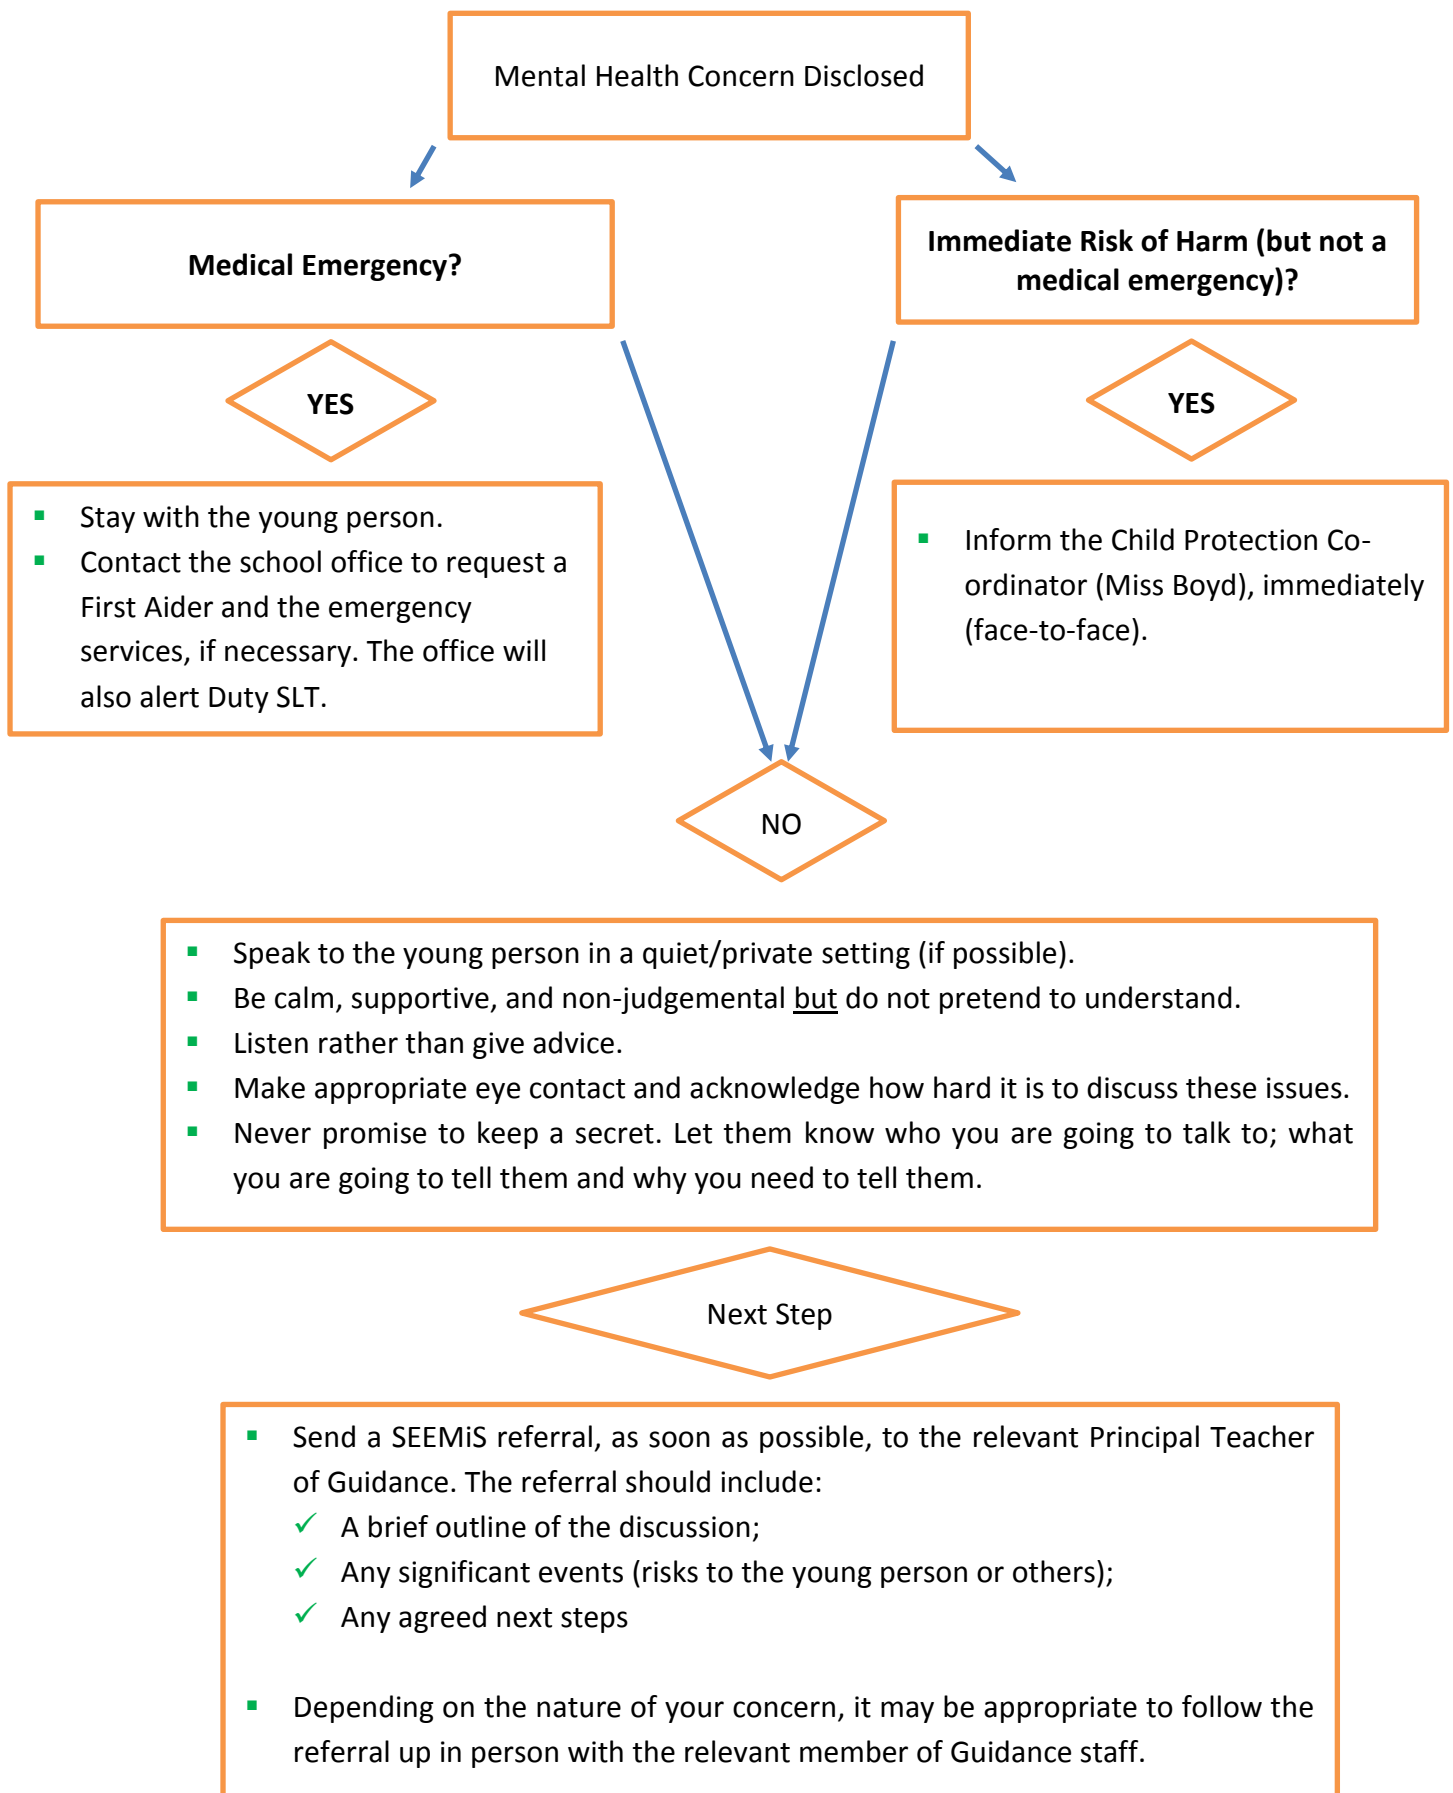 Mental Health Concern Disclosed
Medical Emergency?
Immediate Risk of Harm (but not a
medical emergency)?
YES
YES
▪ Stay with the young person.
▪ Contact the school office to request a
First Aider and the emergency
services, if necessary. The office will
also alert Duty SLT.
▪ Inform the Child Protection Co-
ordinator (Miss Boyd), immediately
(face-to-face).
NO
▪ Speak to the young person in a quiet/private setting (if possible).
▪ Be calm, supportive, and non-judgemental but do not pretend to understand.
▪ Listen rather than give advice.
▪ Make appropriate eye contact and acknowledge how hard it is to discuss these issues.
▪ Never promise to keep a secret. Let them know who you are going to talk to; what
you are going to tell them and why you need to tell them.
Next Step
▪ Send a SEEMiS referral, as soon as possible, to the relevant Principal Teacher
of Guidance. The referral should include:
✓ A brief outline of the discussion;
✓ Any significant events (risks to the young person or others);
✓ Any agreed next steps
▪ Depending on the nature of your concern, it may be appropriate to follow the
referral up in person with the relevant member of Guidance staff.